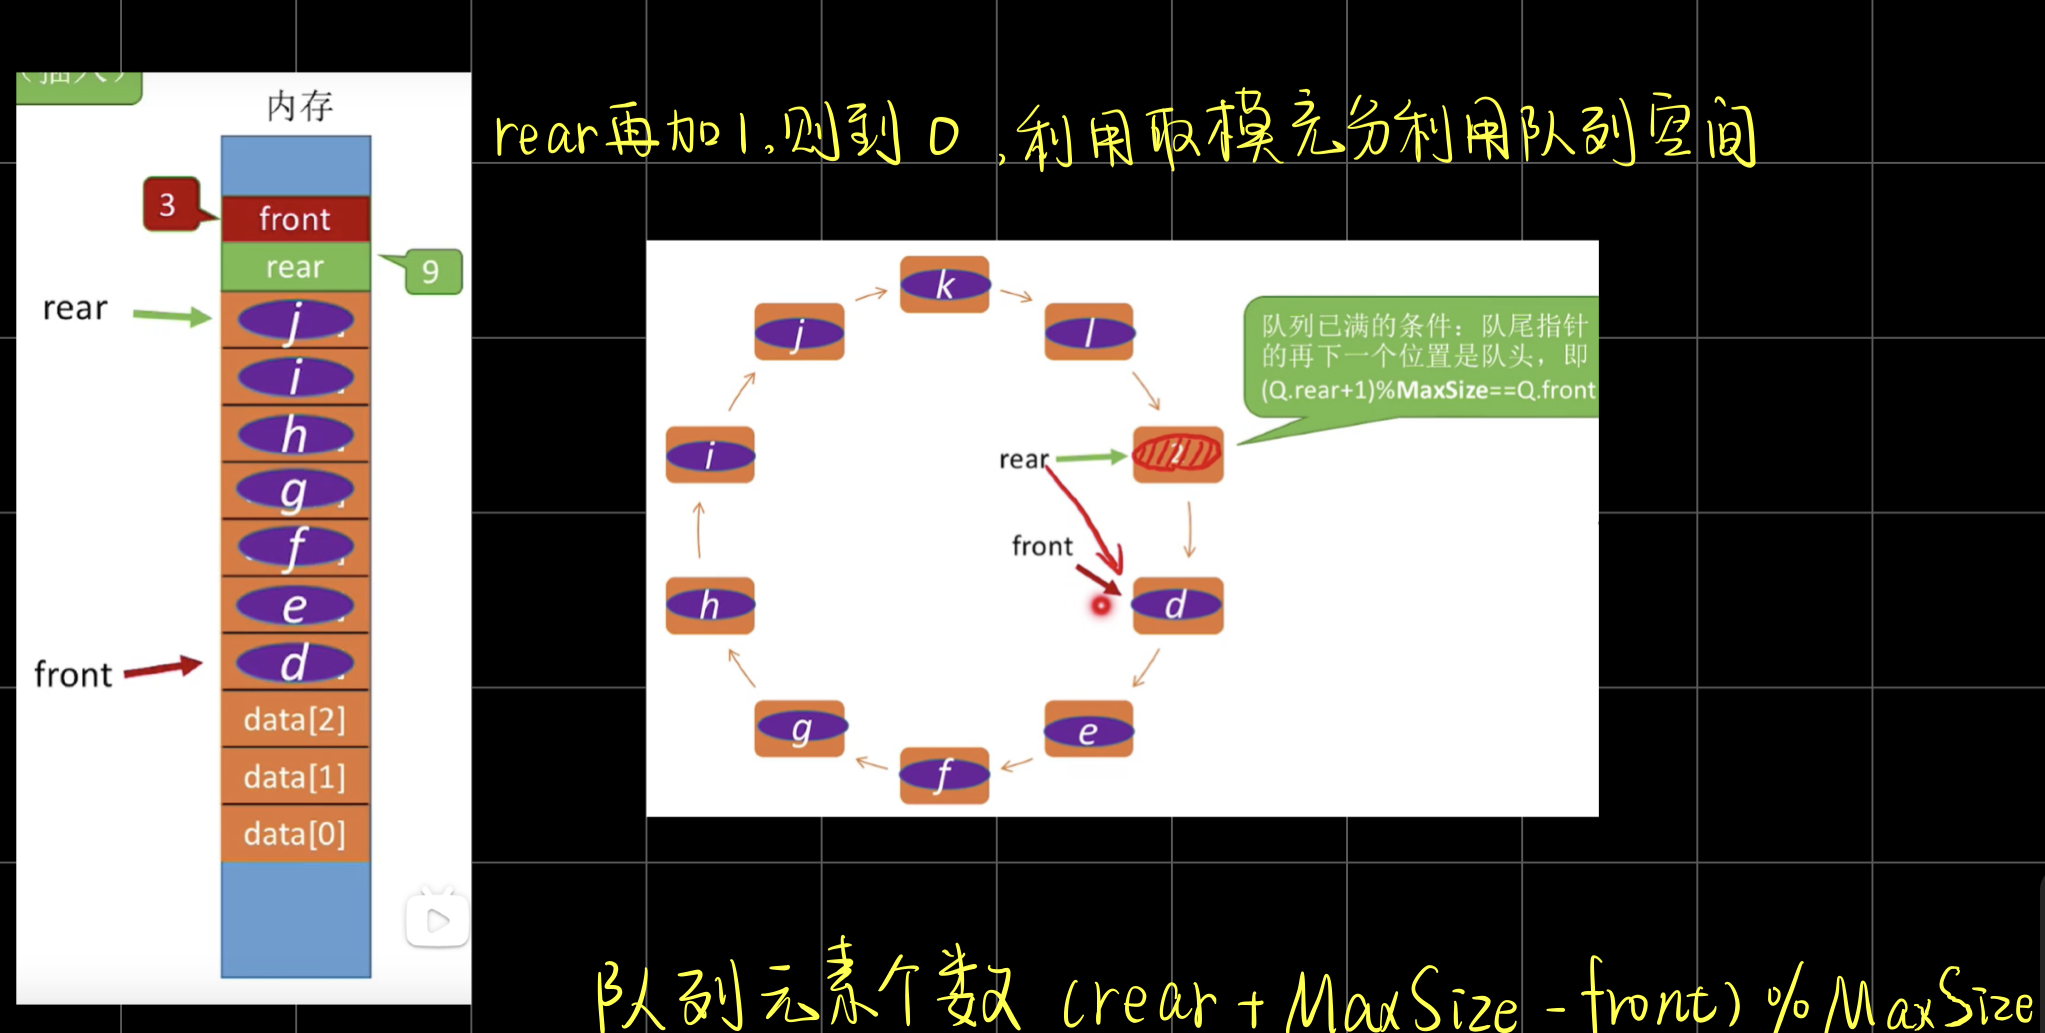 (插入)
内存
3
front
rear
9
rear
j
i
h
g
f
e
front
d
data[2]
data[1]
data[0]
rear再加1,则到0,利用取模充分利用队列空间
k
j
l
队列已满的条件：队尾指针
的再下一个位置是队头，即
(Q.rear+1)%MaxSize==Q.front
i
rear
2
front
h
d
g
e
f
队列元素个数 (rear + MaxSize - front) % MaxSize